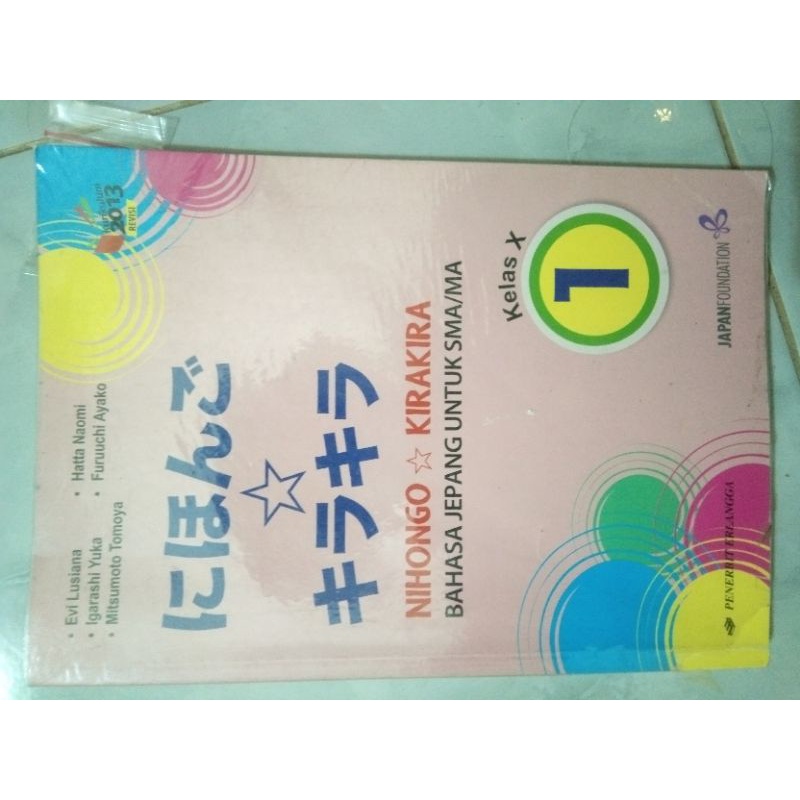 • Evi Lusiana
• Igarashi Yuka
• Mitsumoto Tomoya
• Hatta Naomi
• Furuuchi Ayako
Kurikulum
2013
REVISI
にほんご
☆
キラキラ
NIHONGO ☆ KIRAKIRA
BAHASA JEPANG UNTUK SMA/MA
Kelas X
1
PENERBIT ERLANGGA
JAPANFOUNDATION